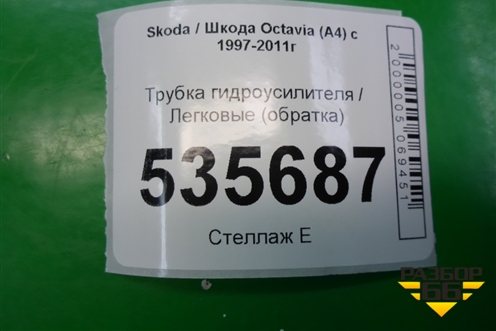 Skoda / Шкода Octavia (A4) с
1997-2011г
Трубка гидроусилителя /
Легковые (обратка)
535687
Стеллаж Е
2000005069451
РАЗБОР
66